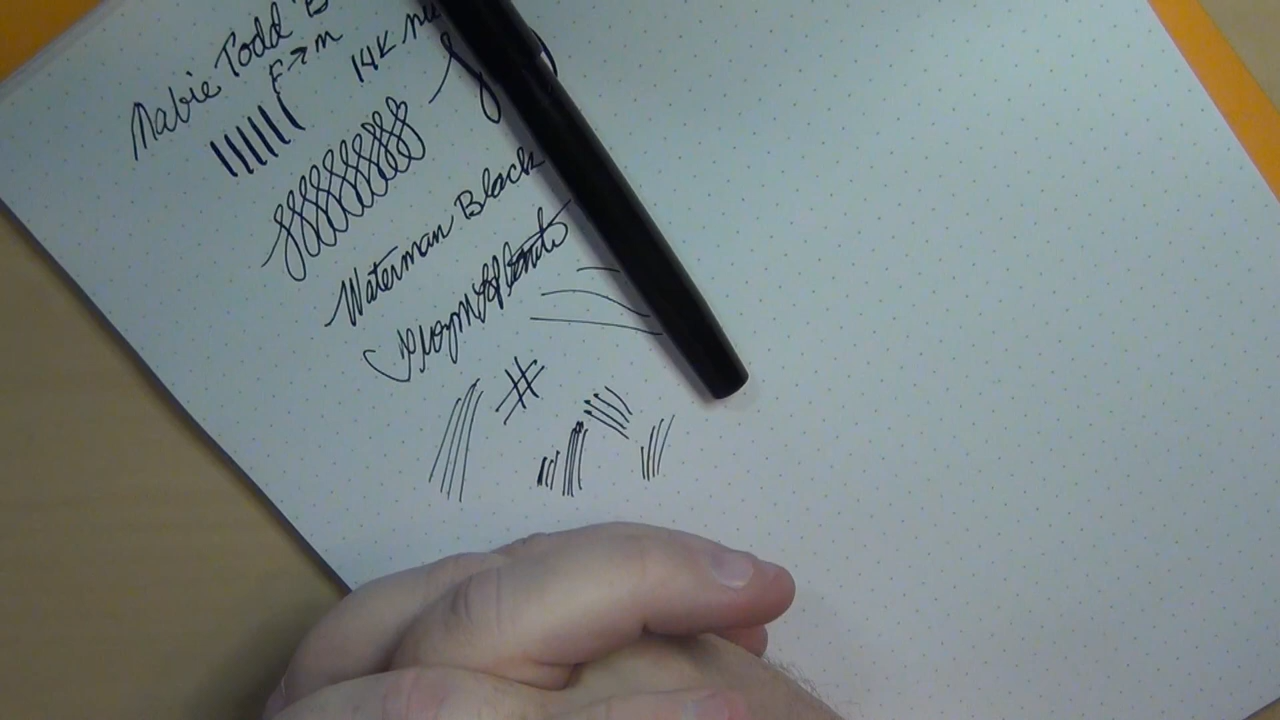 Mabie Todd B
F → m
14K
Waterman Black
#